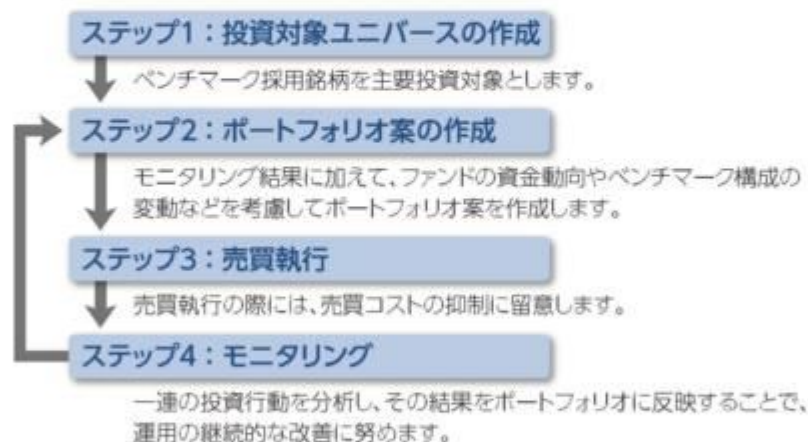 ステップ1：投資対象ユニバースの作成
ベンチマーク採用銘柄を主要投資対象とします。
ステップ2：ポートフォリオ案の作成
モニタリング結果に加えて、ファンドの資金動向やベンチマーク構成の
変動などを考慮してポートフォリオ案を作成します。
ステップ3：売買執行
売買執行の際には、売買コストの抑制に留意します。
ステップ4：モニタリング
一連の投資行動を分析し、その結果をポートフォリオに反映することで、
運用の継続的な改善に努めます。